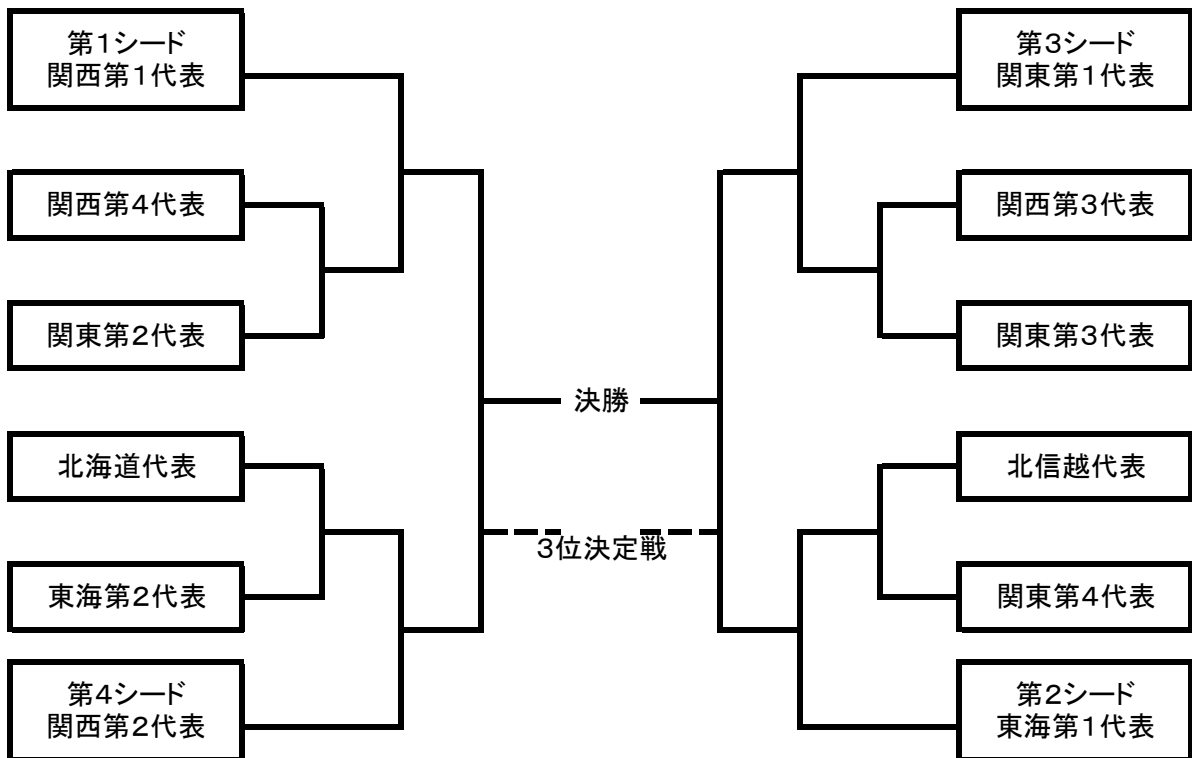 第１シード
関西第１代表
関西第４代表
関東第２代表
北海道代表
東海第２代表
第４シード
関西第２代表
決勝
３位決定戦
第３シード
関東第１代表
関西第３代表
関東第３代表
北信越代表
関東第４代表
第２シード
東海第１代表